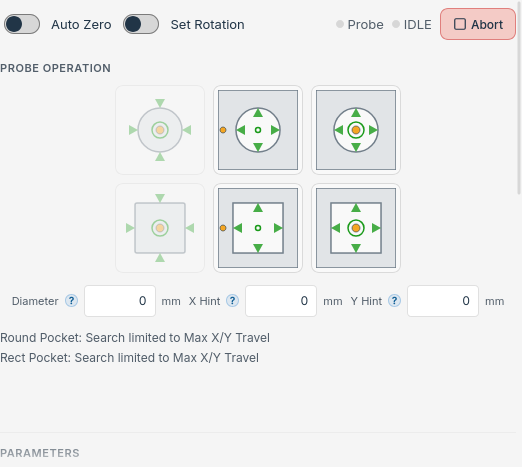 Auto Zero Set Rotation Probe IDLE Abort
PROBE OPERATION
Diameter ? 0 mm X Hint ? 0 mm Y Hint ? 0 mm
Round Pocket: Search limited to Max X/Y Travel
Rect Pocket: Search limited to Max X/Y Travel
PARAMETERS